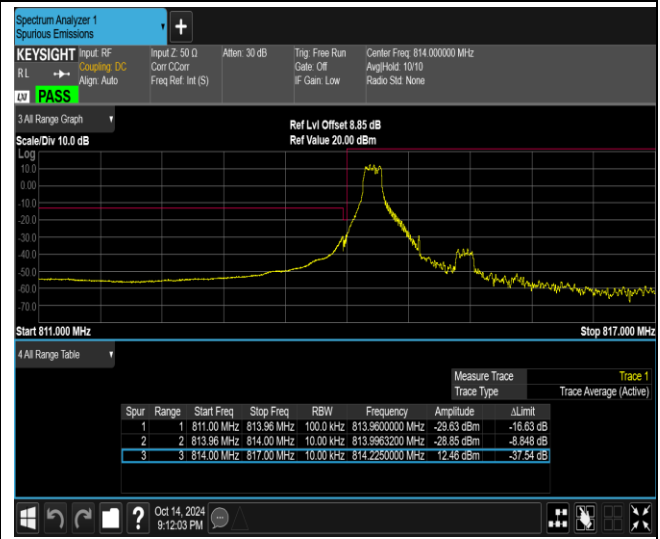 Spectrum Analyzer 1
Spurious Emissions
+
KEYSIGHT Input: RF Input Z: 50 Ω Atten: 30 dB Trig: Free Run Center Freq: 814.000000 MHz
RL Coupling: DC Corr CCorr Gate: Off Avg|Hold: 10/10
Align: Auto Freq Ref: Int (S) IF Gain: Low Radio Std: None
LXI PASS
3 All Range Graph
Ref Lvl Offset 8.85 dB
Scale/Div 10.0 dB Ref Value 20.00 dBm
Log
10.0
0.00
-10.0
-20.0
-30.0
-40.0
-50.0
-60.0
-70.0
Start 811.000 MHz Stop 817.000 MHz
4 All Range Table
Measure Trace Trace 1
Trace Type Trace Average (Active)
Spur Range Start Freq Stop Freq RBW Frequency Amplitude ΔLimit
1 1 811.00 MHz 813.96 MHz 100.0 kHz 813.9600000 MHz -29.63 dBm -16.63 dB
2 2 813.96 MHz 814.00 MHz 10.00 kHz 813.9963200 MHz -28.85 dBm -8.848 dB
3 3 814.00 MHz 817.00 MHz 10.00 kHz 814.2250000 MHz 12.46 dBm -37.54 dB
? Oct 14, 2024
9:12:03 PM